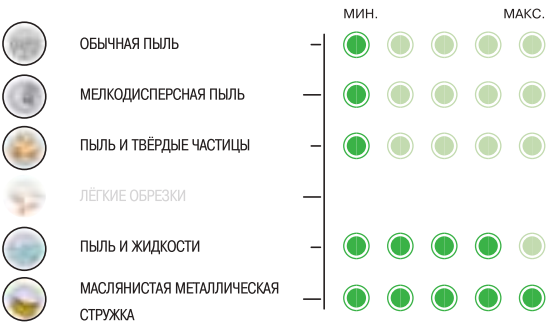 МИН. МАКС.
ОБЫЧНАЯ ПЫЛЬ
МЕЛКОДИСПЕРСНАЯ ПЫЛЬ
ПЫЛЬ И ТВЁРДЫЕ ЧАСТИЦЫ
ЛЁГКИЕ ОБРЕЗКИ
ПЫЛЬ И ЖИДКОСТИ
МАСЛЯНИСТАЯ МЕТАЛЛИЧЕСКАЯ
СТРУЖКА